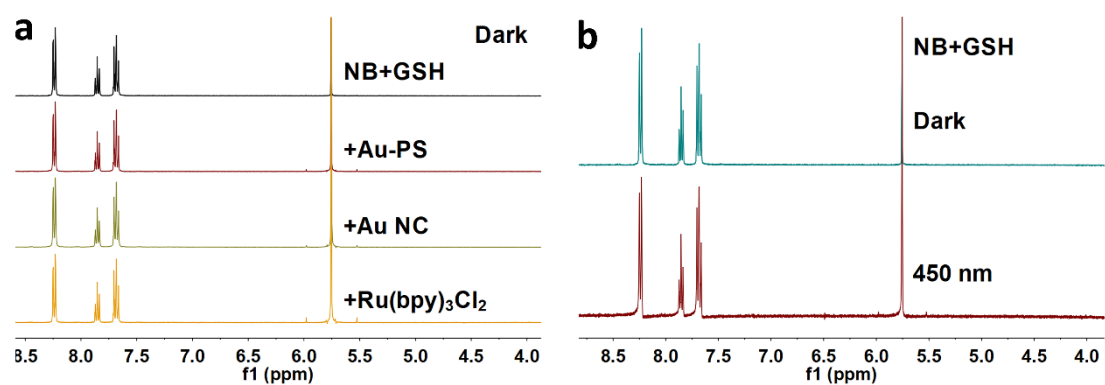 a
Dark
NB+GSH
+Au-PS
+Au NC
+Ru(bpy)₃Cl₂
8.5 8.0 7.5 7.0 6.5 6.0 5.5 5.0 4.5 4.0
f1 (ppm)
b
NB+GSH
Dark
450 nm
8.5 8.0 7.5 7.0 6.5 6.0 5.5 5.0 4.5 4.0
f1 (ppm)